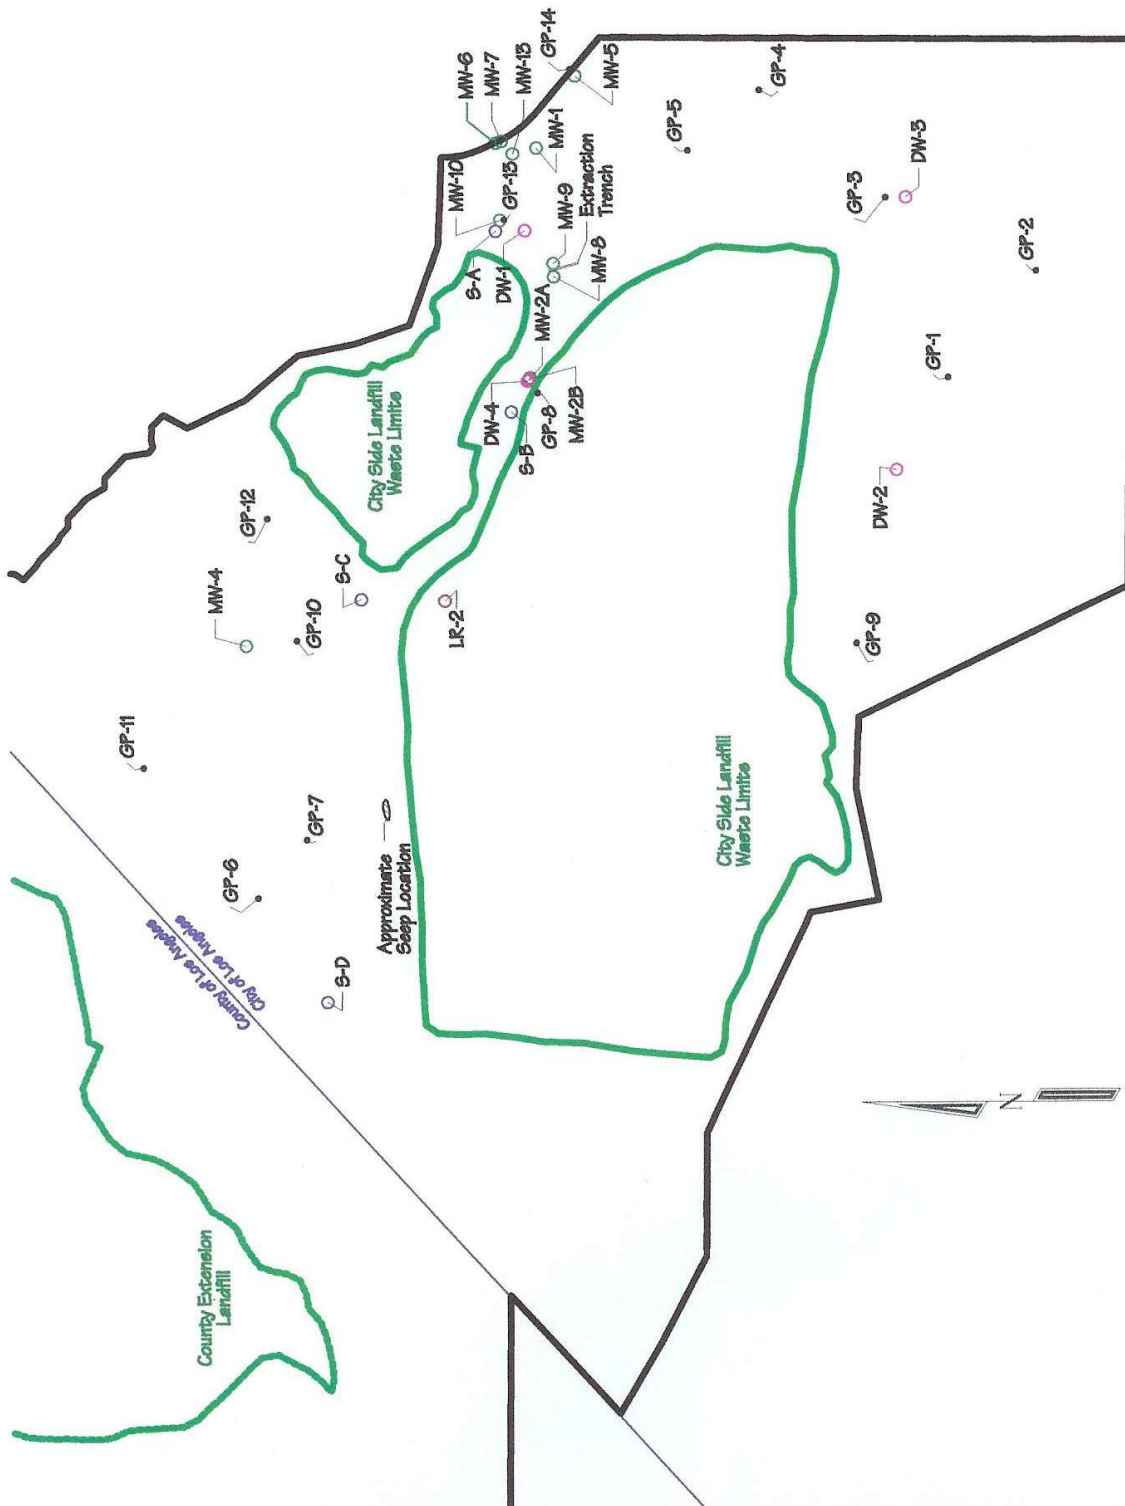 MW-6
MW-7
MW-13
GP-14
MW-5
MW-10
GP-13
MW-1
S-A
DW-1
MW-9
Extraction
Trench
MW-8
MW-2A
DW-4
S-B
GP-8
MW-2B
GP-5
GP-4
GP-3
DW-3
GP-2
GP-1
DW-2
GP-9
City Side Landfill
Waste Limits
GP-12
MW-4
S-C
GP-10
LR-2
GP-11
GP-7
GP-6
Approximate
Seep Location
S-D
City Side Landfill
Waste Limits
County of Los Angeles
City of Los Angeles
County Extension
Landfill
N